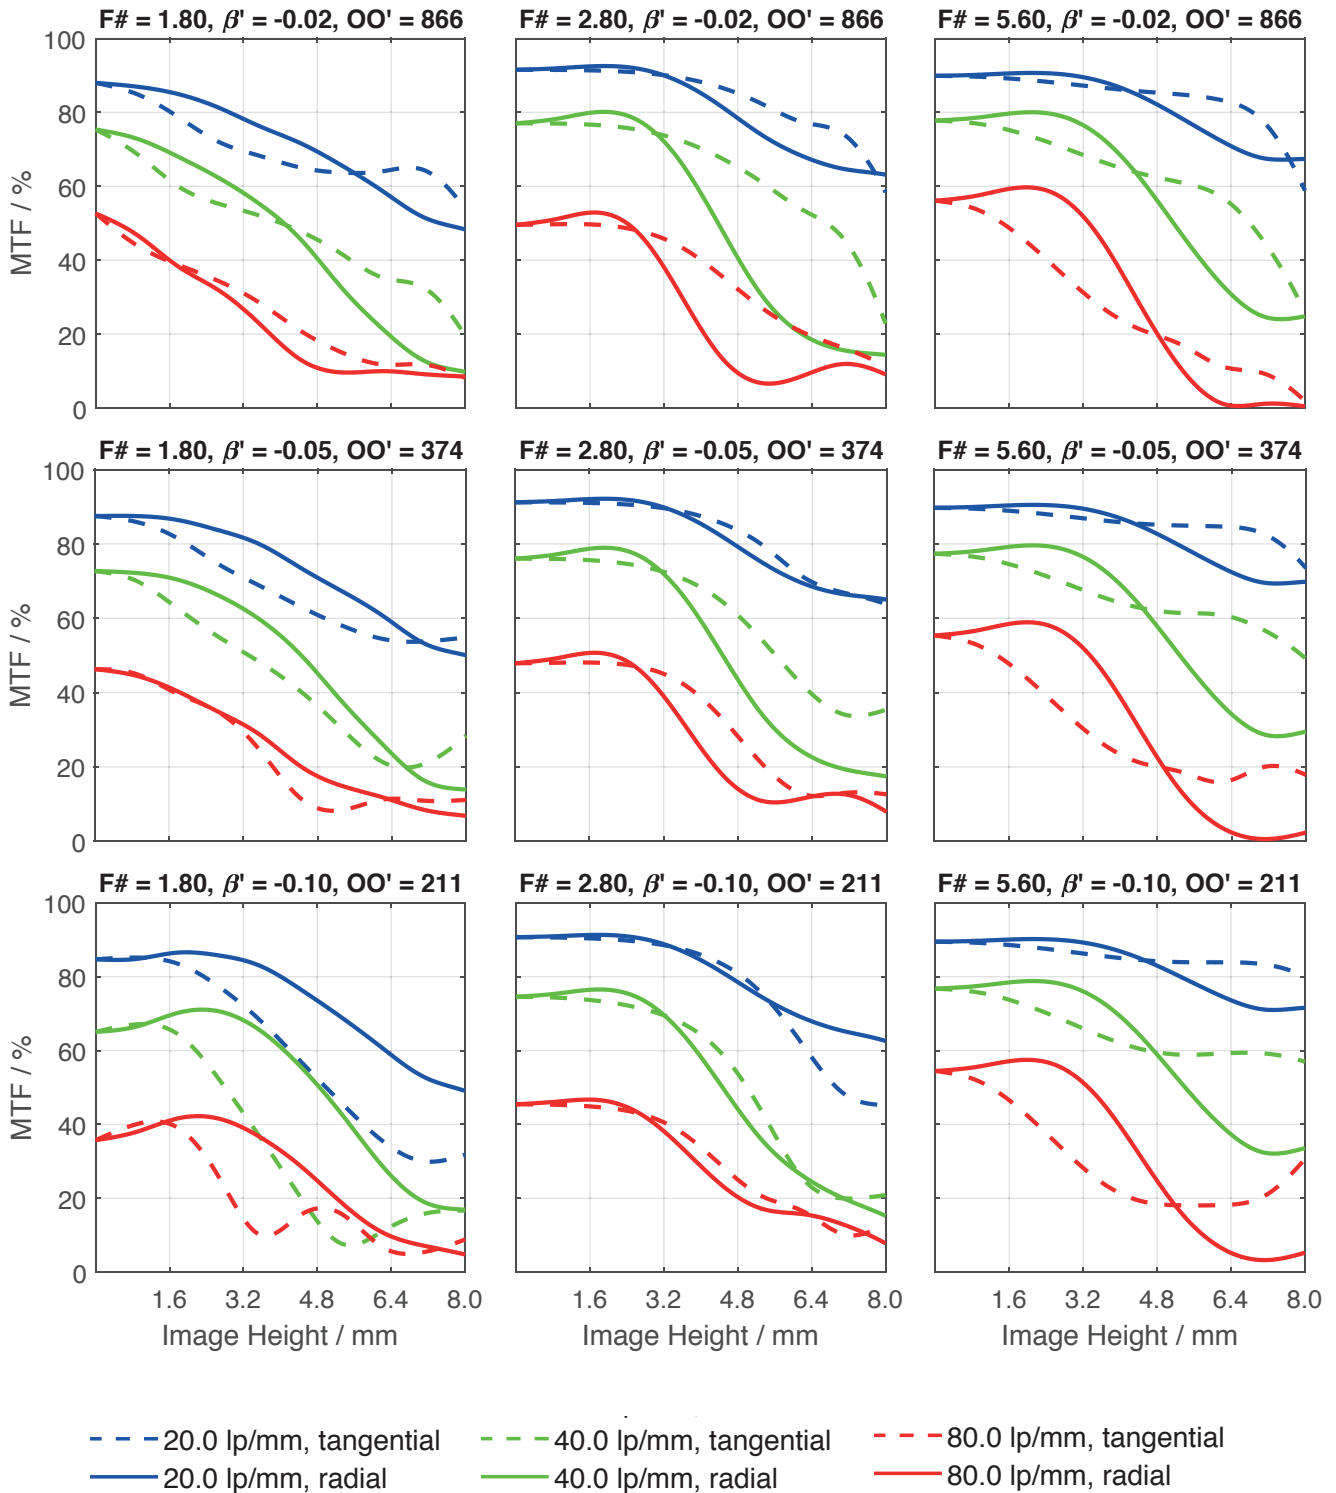 F# = 1.80, β' = -0.02, OO' = 866
F# = 2.80, β' = -0.02, OO' = 866
F# = 5.60, β' = -0.02, OO' = 866
100
80
60
40
20
0
MTF / %
F# = 1.80, β' = -0.05, OO' = 374
F# = 2.80, β' = -0.05, OO' = 374
F# = 5.60, β' = -0.05, OO' = 374
100
80
60
40
20
0
MTF / %
F# = 1.80, β' = -0.10, OO' = 211
F# = 2.80, β' = -0.10, OO' = 211
F# = 5.60, β' = -0.10, OO' = 211
100
80
60
40
20
0
MTF / %
1.6 3.2 4.8 6.4 8.0
1.6 3.2 4.8 6.4 8.0
1.6 3.2 4.8 6.4 8.0
Image Height / mm
Image Height / mm
Image Height / mm
20.0 lp/mm, tangential
40.0 lp/mm, tangential
80.0 lp/mm, tangential
20.0 lp/mm, radial
40.0 lp/mm, radial
80.0 lp/mm, radial